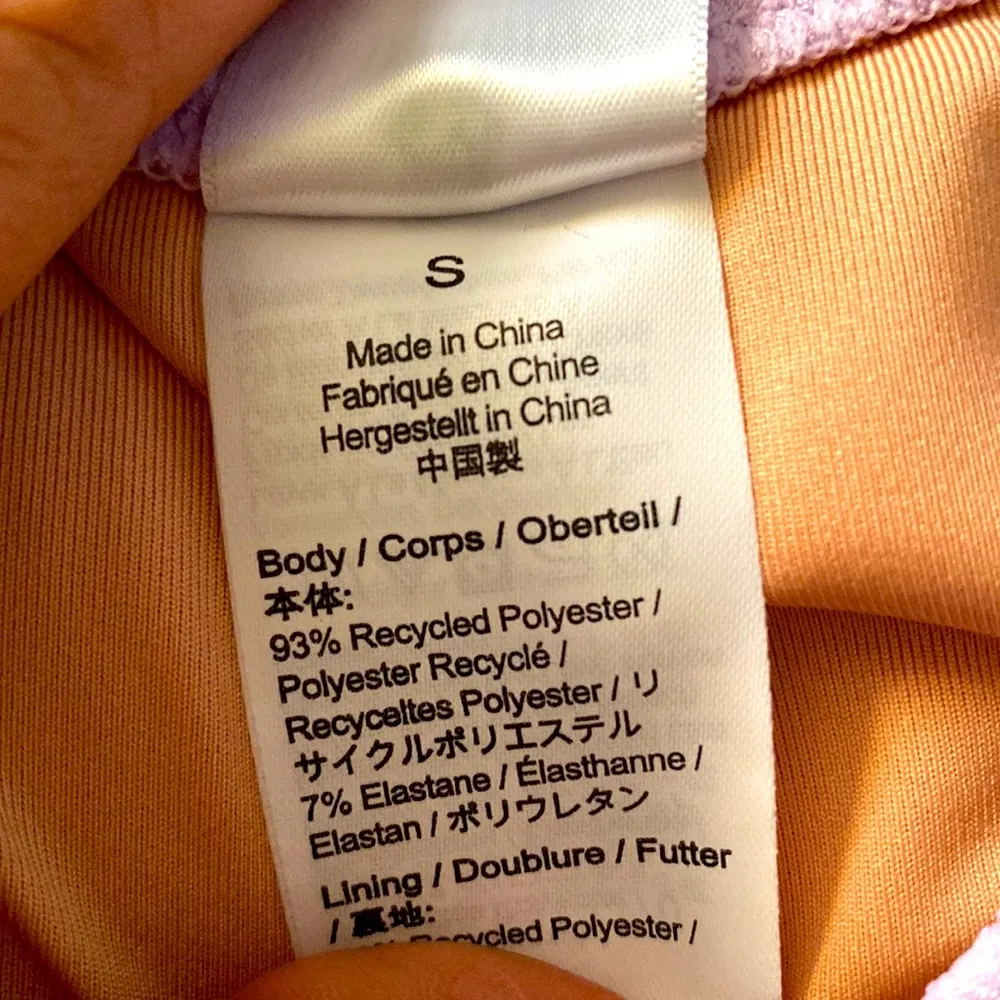 S
Made in China
Fabriqué en Chine
Hergestellt in China
中国製
Body / Corps / Oberteil /
本体:
93% Recycled Polyester /
Polyester Recyclé /
Recyceltes Polyester / リ
サイクルポリエステル
7% Elastane / Élasthanne /
Elastan / ポリウレタン
Lining / Doublure / Futter
/ 裏地:
% Recycled Polyester /